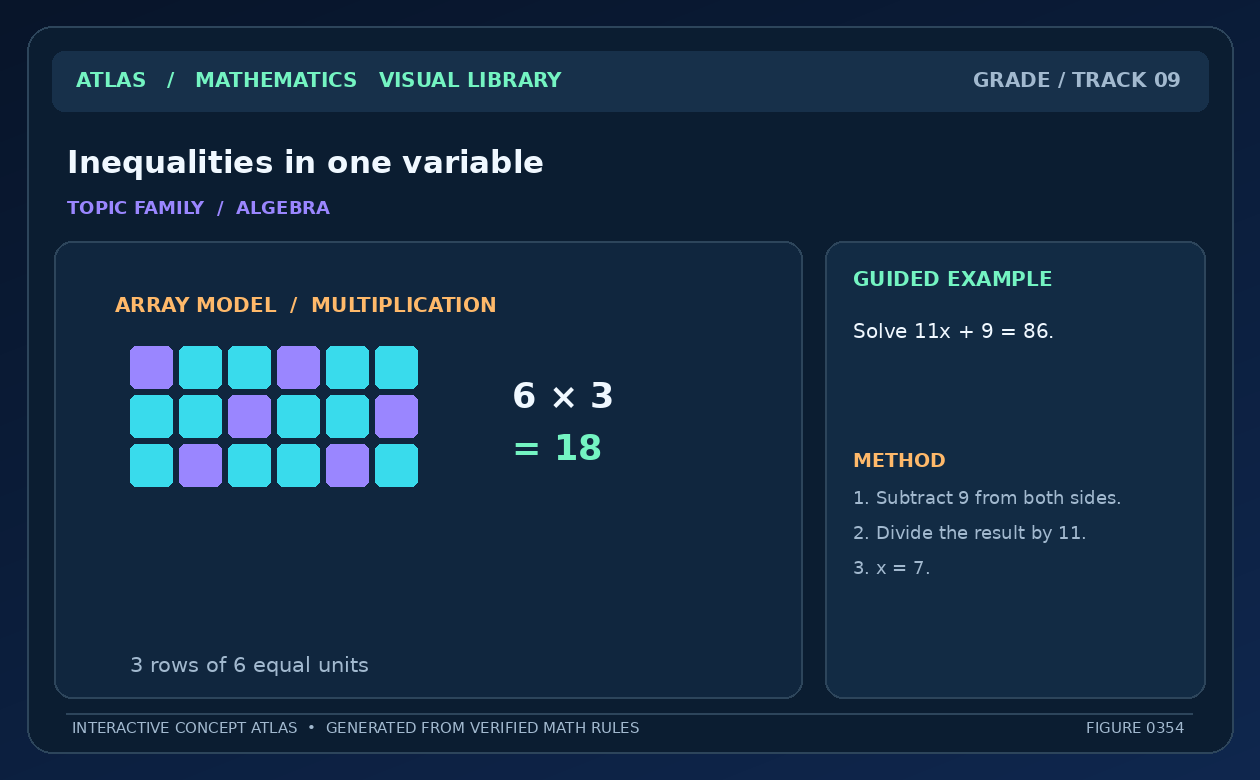 ATLAS / MATHEMATICS VISUAL LIBRARY
GRADE / TRACK 09
Inequalities in one variable
TOPIC FAMILY / ALGEBRA
ARRAY MODEL / MULTIPLICATION
6 × 3
= 18
3 rows of 6 equal units
GUIDED EXAMPLE
Solve 11x + 9 = 86.
METHOD
1. Subtract 9 from both sides.
2. Divide the result by 11.
3. x = 7.
INTERACTIVE CONCEPT ATLAS • GENERATED FROM VERIFIED MATH RULES
FIGURE 0354